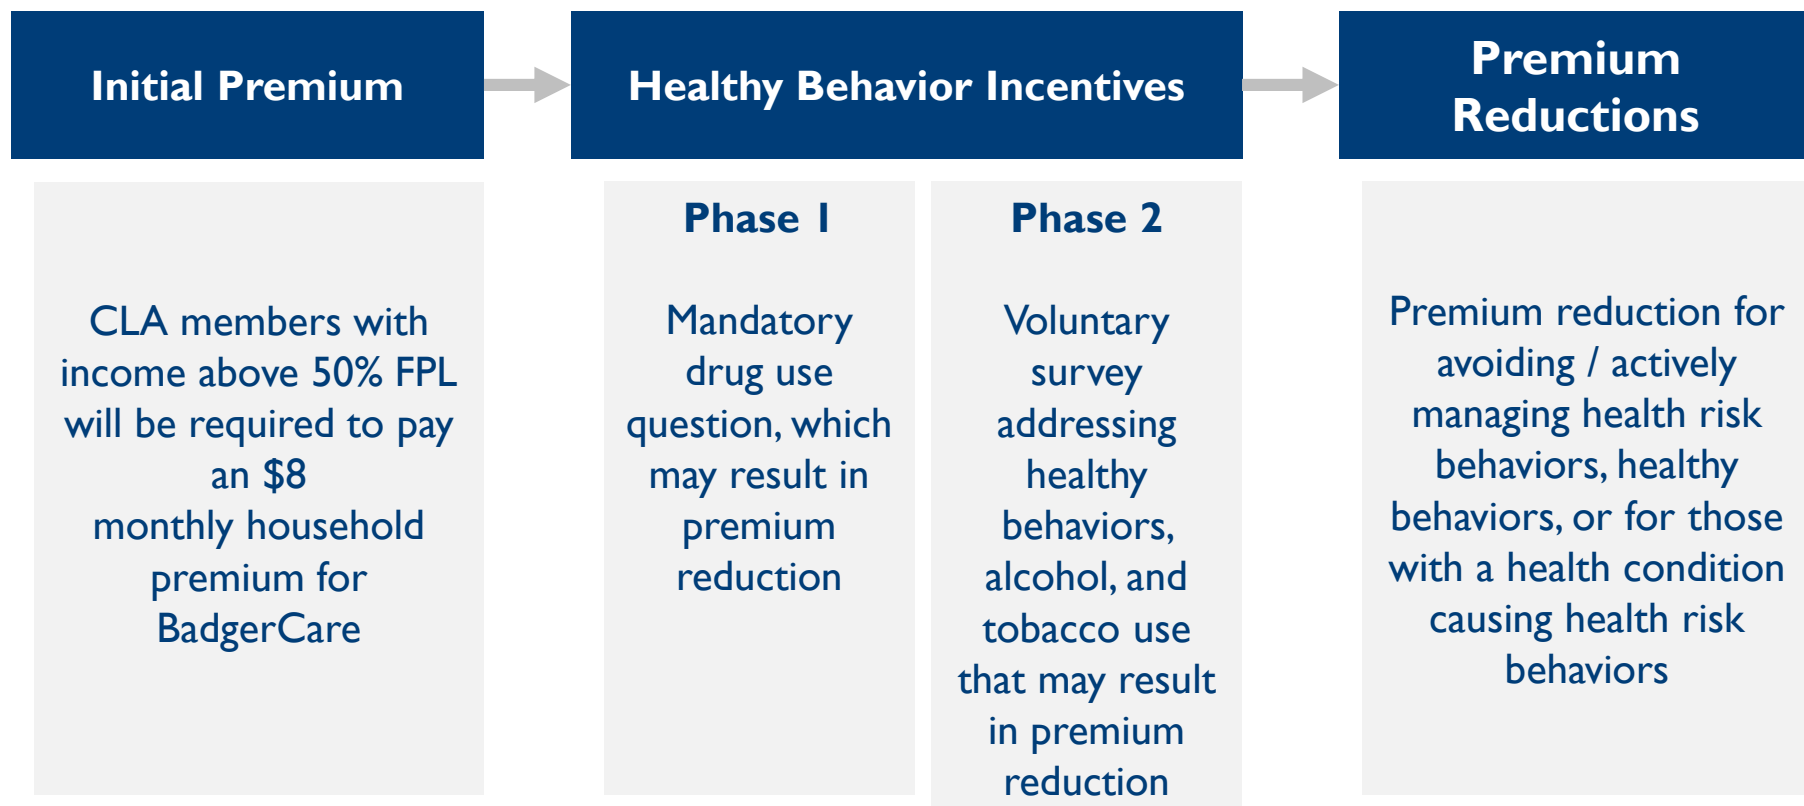 Initial Premium
Healthy Behavior Incentives
Premium
Reductions
CLA members with
income above 50% FPL
will be required to pay
an $8
monthly household
premium for
BadgerCare
Phase 1
Mandatory
drug use
question, which
may result in
premium
reduction
Phase 2
Voluntary
survey
addressing
healthy
behaviors,
alcohol, and
tobacco use
that may result
in premium
reduction
Premium reduction for
avoiding / actively
managing health risk
behaviors, healthy
behaviors, or for those
with a health condition
causing health risk
behaviors